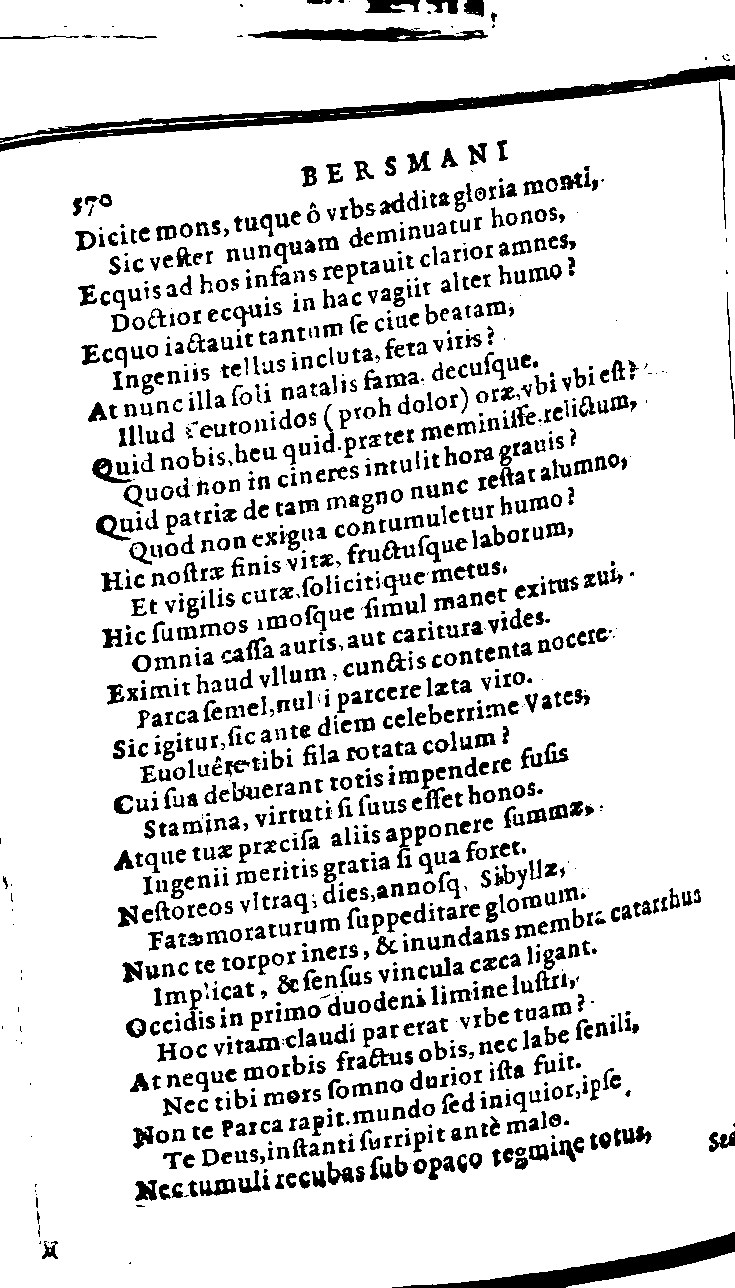 570
BERSMANI
Dicite mons, tuque ô vrbs addita gloria monti,
Sic veſter nunquam deminuatur honos,
Ecquis ad hos infans reptauit clarior amnes,
Doctior ecquis in hac vagiit alter humo?
Ecquo iactauit tantum ſe ciue beatam,
Ingeniis tellus incluta, feta viris?
At nunc illa ſoli natalis fama, decuſque.
Illud Teutonidos (proh dolor) oræ, vbi vbi eſt?
Quid nobis, heu quid præter meminiſſe relictum,
Quod non in cineres intulit hora grauis?
Quid patriæ de tam magno nunc reſtat alumno,
Quod non exigua contumuletur humo?
Hic noſtræ finis vitæ, fructuſque laborum,
Et vigilis curæ, ſolicitique metus.
Hic ſummos imoſque ſimul manet exitus æui,
Omnia caſſa auris, aut caritura vides.
Eximit haud vllum, cunctis contenta nocere
Parca ſemel, nulli parcere læta viro.
Sic igitur, ſic ante diem celeberrime Vates,
Euoluêre tibi fila rotata colum?
Cui ſua debuerant totis impendere fuſis
Stamina, virtuti ſi ſuus eſſet honos.
Atque tuæ præciſa aliis apponere ſummæ,
Ingenii meritis gratia ſi qua foret.
Neſtoreos vltraq; dies, annoſq, Sibyllæ,
Fata moraturum ſuppeditare glomum.
Nunc te torpor iners, & inundans membra catarrhus
Implicat, & ſenſus vincula cæca ligant.
Occidis in primo duodeni limine luſtri,
Hoc vitam claudi par erat vrbe tuam?
At neque morbis fractus obis, nec labe ſenili,
Nec tibi mors ſomno durior iſta fuit.
Non te Parca rapit, mundo ſed iniquior, ipſe
Te Deus, inſtanti ſurripit antè malo.
Nec tumuli recubas ſub opaco tegmine totus,
Sed